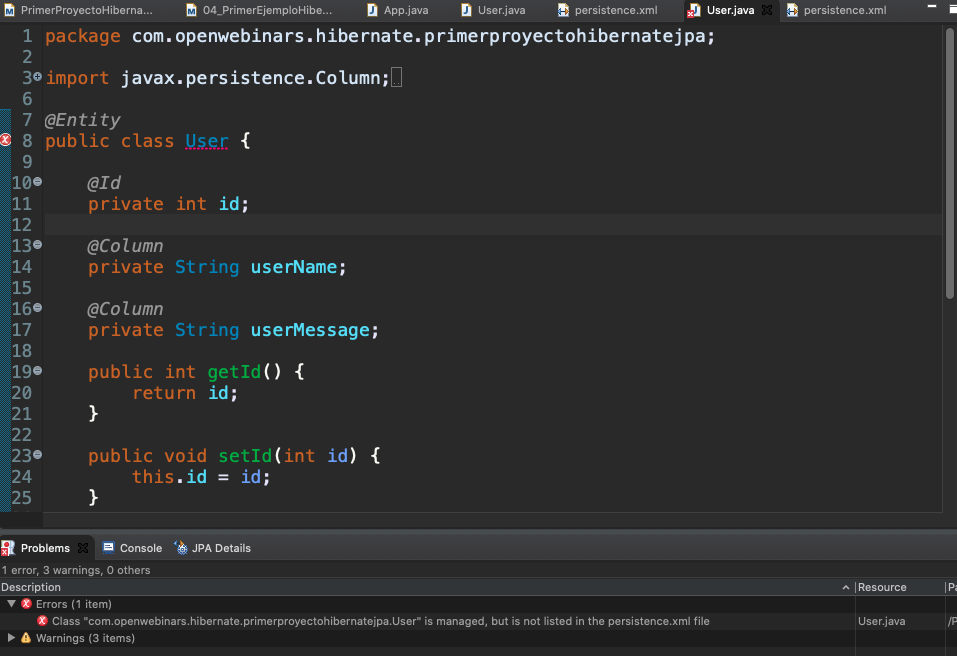 PrimerProyectoHiberna...
04_PrimerEjemploHibe...
App.java
User.java
persistence.xml
User.java
persistence.xml
1 package com.openwebinars.hibernate.primerproyectohibernatejpa;
2
3 import javax.persistence.Column;
6
7 @Entity
8 public class User {
9
10 @Id
11 private int id;
12
13 @Column
14 private String userName;
15
16 @Column
17 private String userMessage;
18
19 public int getId() {
20 return id;
21 }
22
23 public void setId(int id) {
24 this.id = id;
25 }
Problems
Console
JPA Details
1 error, 3 warnings, 0 others
Description Resource
Errors (1 item)
Class "com.openwebinars.hibernate.primerproyectohibernatejpa.User" is managed, but is not listed in the persistence.xml file User.java
Warnings (3 items)